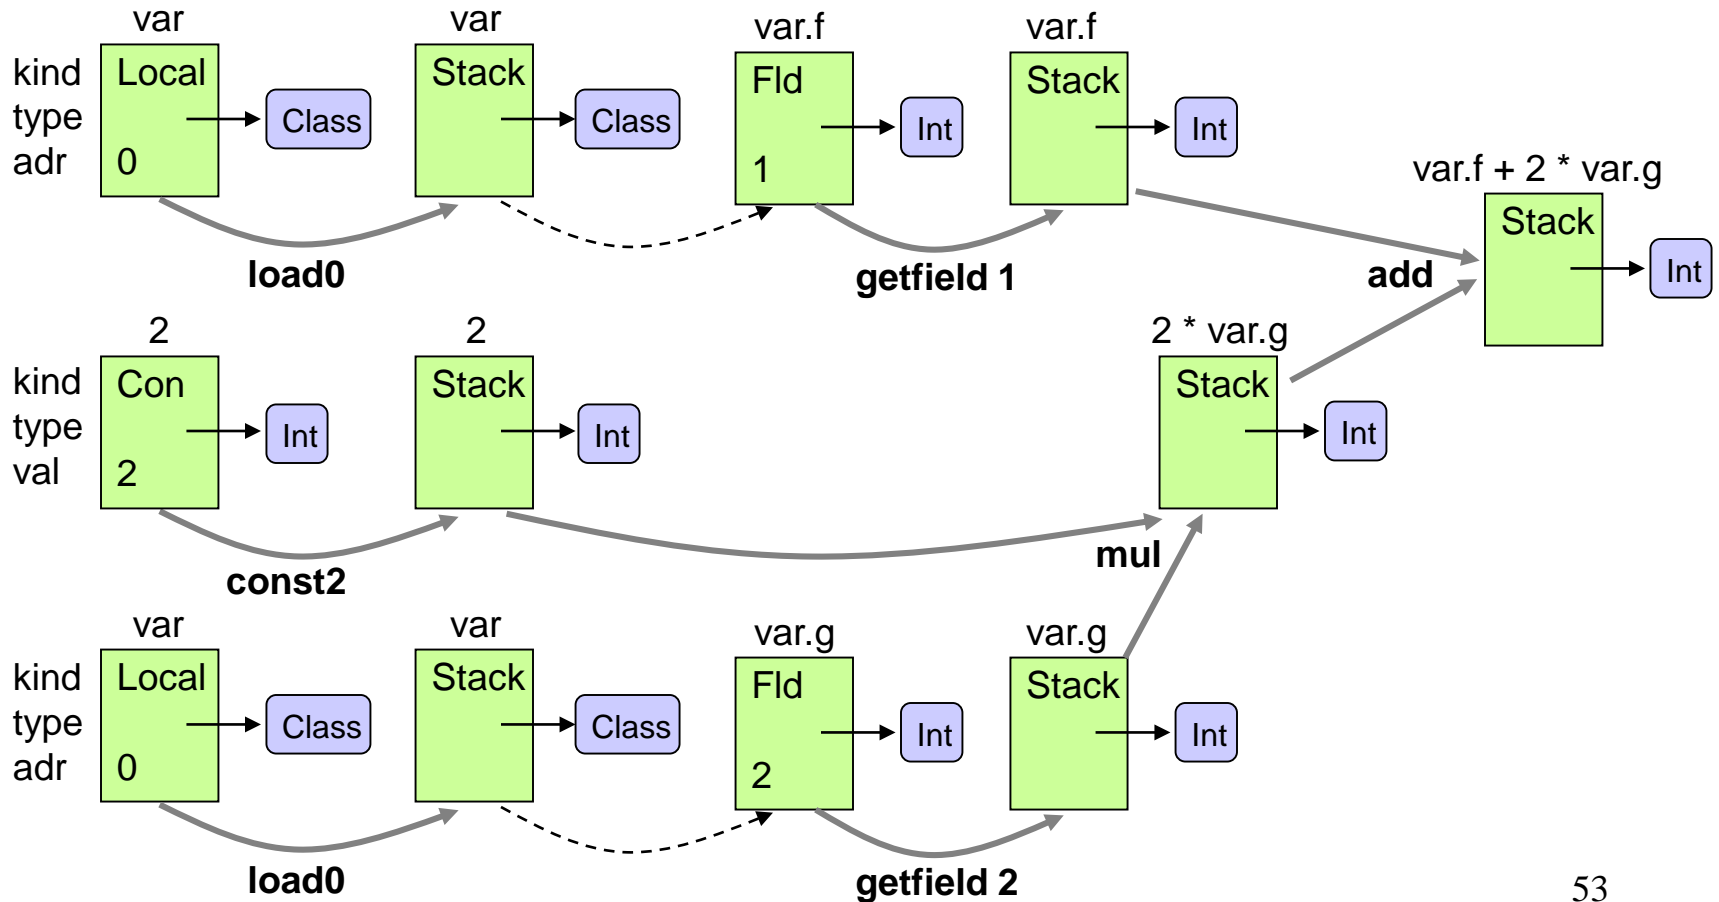 var var var.f var.f
kind Local Stack Fld Stack
type Class Class Int Int
adr 0 1
var.f + 2 * var.g
Stack
Int
load0 getfield 1 add
2 2 2 * var.g
kind Con Stack Stack
type Int Int Int
val 2
const2 mul
var var var.g var.g
kind Local Stack Fld Stack
type Class Class Int Int
adr 0 2
load0 getfield 2
53